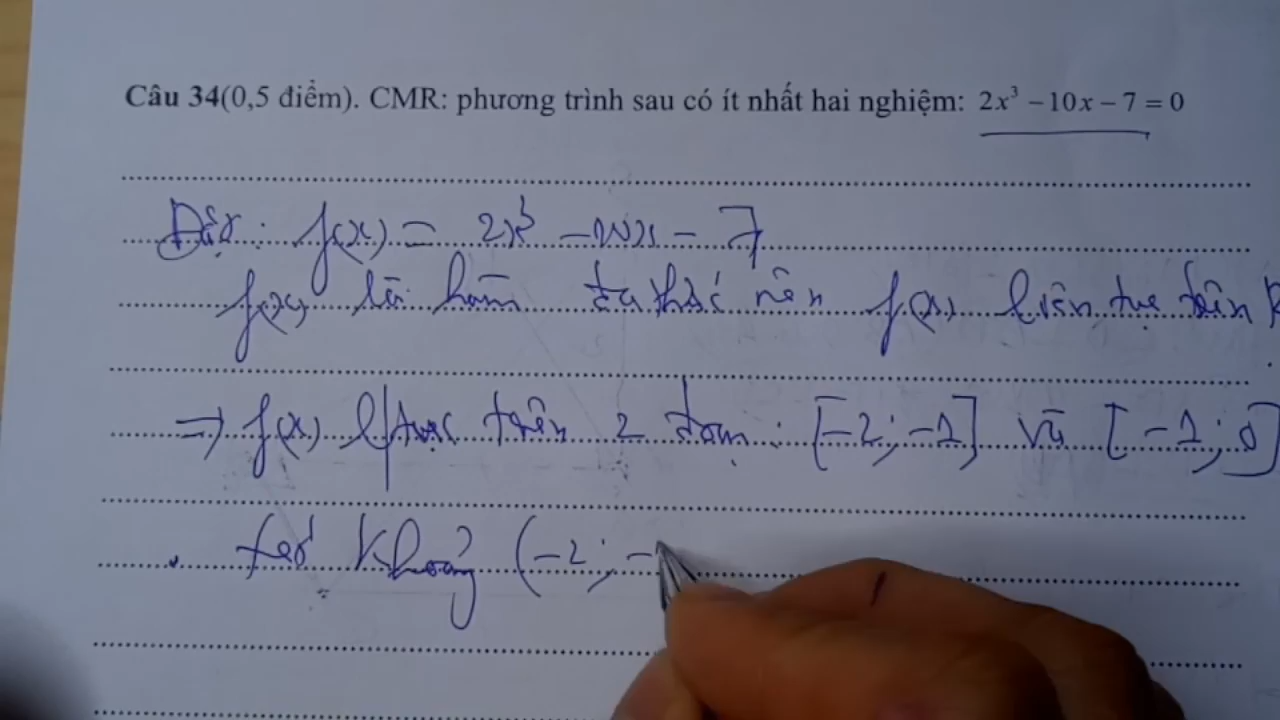 Câu 34(0,5 điểm). CMR: phương trình sau có ít nhất hai nghiệm: 2x³ − 10x − 7 = 0
Đặt: f(x) = 2x³ − 10x − 7
f(x) là hàm đa thức nên f(x) liên tục trên R
⇒ f(x) l/tục trên 2 đoạn: [−2; −1] và [−1; 0]
Xét khoảng (−2; −1